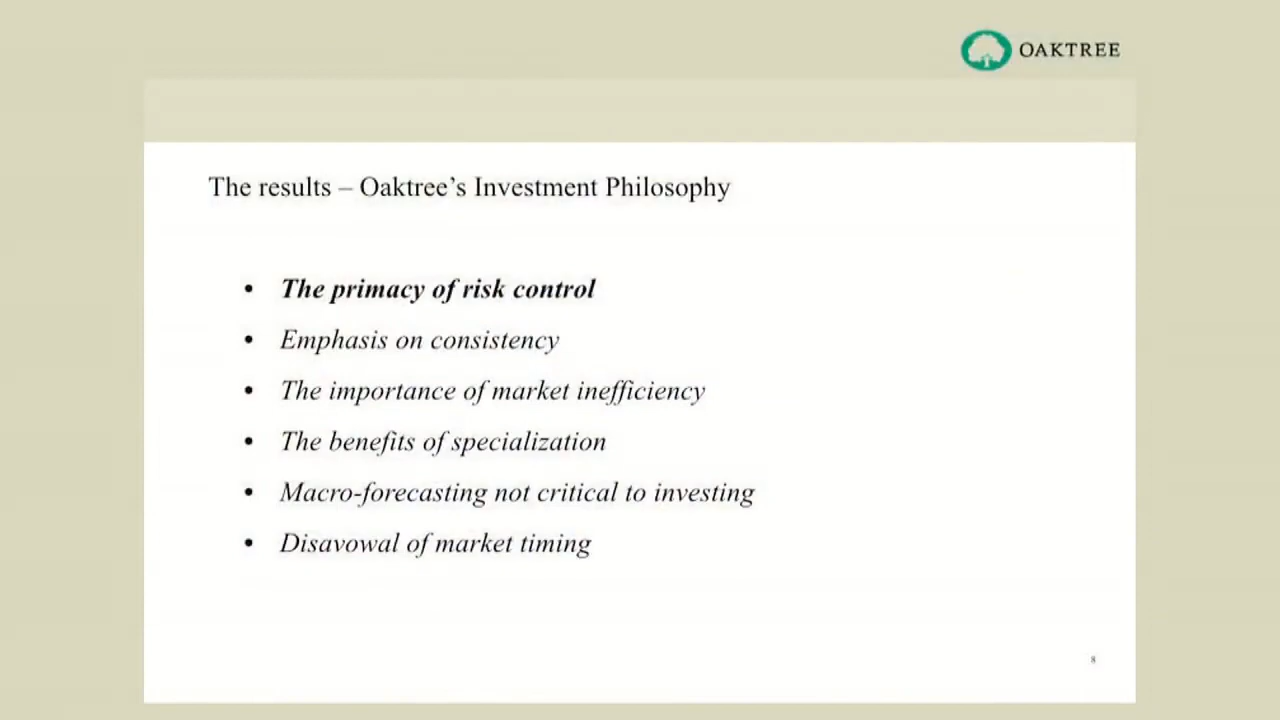 OAKTREE
The results – Oaktree's Investment Philosophy
• The primacy of risk control
• Emphasis on consistency
• The importance of market inefficiency
• The benefits of specialization
• Macro-forecasting not critical to investing
• Disavowal of market timing
8